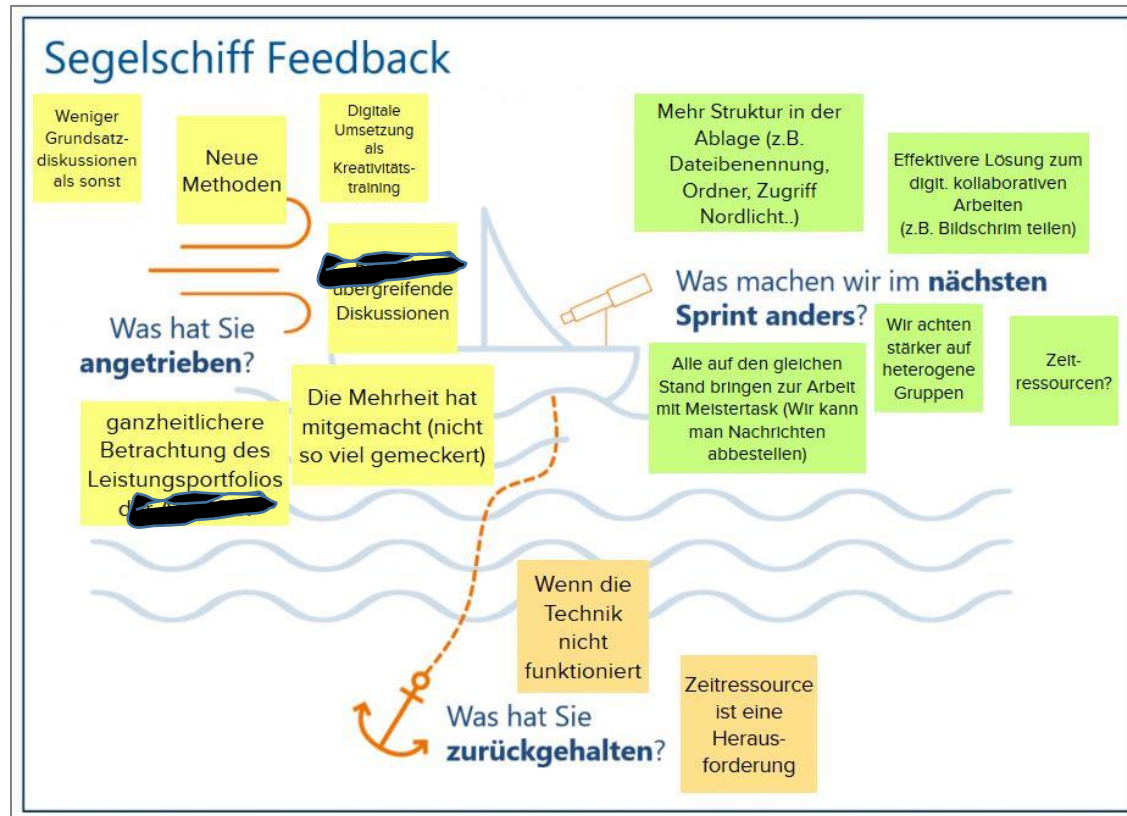 Segelschiff Feedback
Weniger
Grundsatz-
diskussionen
als sonst
Neue
Methoden
Digitale
Umsetzung
als
Kreativitäts-
training
übergreifende
Diskussionen
Was hat Sie
angetrieben?
Die Mehrheit hat
mitgemacht (nicht
so viel gemeckert)
ganzheitlichere
Betrachtung des
Leistungsportfolios
Mehr Struktur in der
Ablage (z.B.
Dateibenennung,
Ordner, Zugriff
Nordlicht..)
Effektivere Lösung zum
digit. kollaborativen
Arbeiten
(z.B. Bildschrim teilen)
Was machen wir im nächsten
Sprint anders?
Wir achten
stärker auf
heterogene
Gruppen
Zeit-
ressourcen?
Alle auf den gleichen
Stand bringen zur Arbeit
mit Meistertask (Wir kann
man Nachrichten
abbestellen)
Wenn die
Technik
nicht
funktioniert
Was hat Sie
zurückgehalten?
Zeitressource
ist eine
Heraus-
forderung